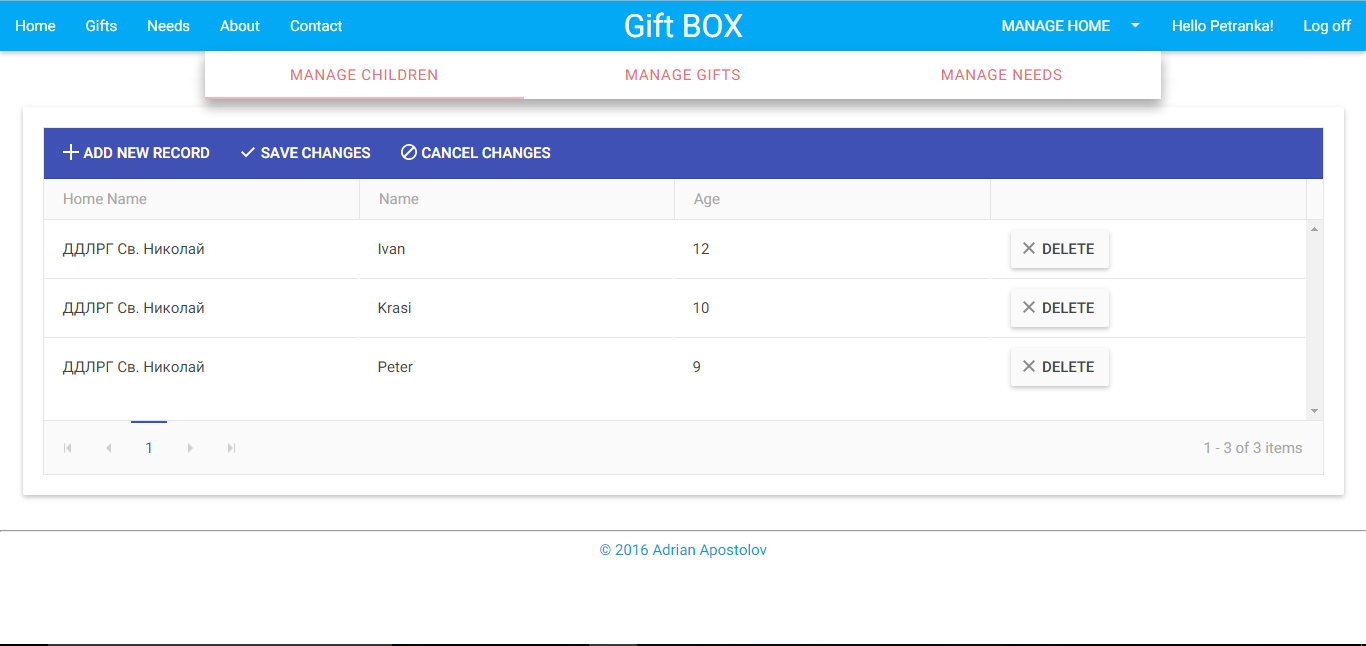 Home Gifts Needs About Contact Gift BOX MANAGE HOME Hello Petranka! Log off
MANAGE CHILDREN MANAGE GIFTS MANAGE NEEDS
ADD NEW RECORD SAVE CHANGES CANCEL CHANGES
Home Name Name Age
ДДЛРГ Св. Николай Ivan 12 DELETE
ДДЛРГ Св. Николай Krasi 10 DELETE
ДДЛРГ Св. Николай Peter 9 DELETE
1 1 - 3 of 3 items
© 2016 Adrian Apostolov